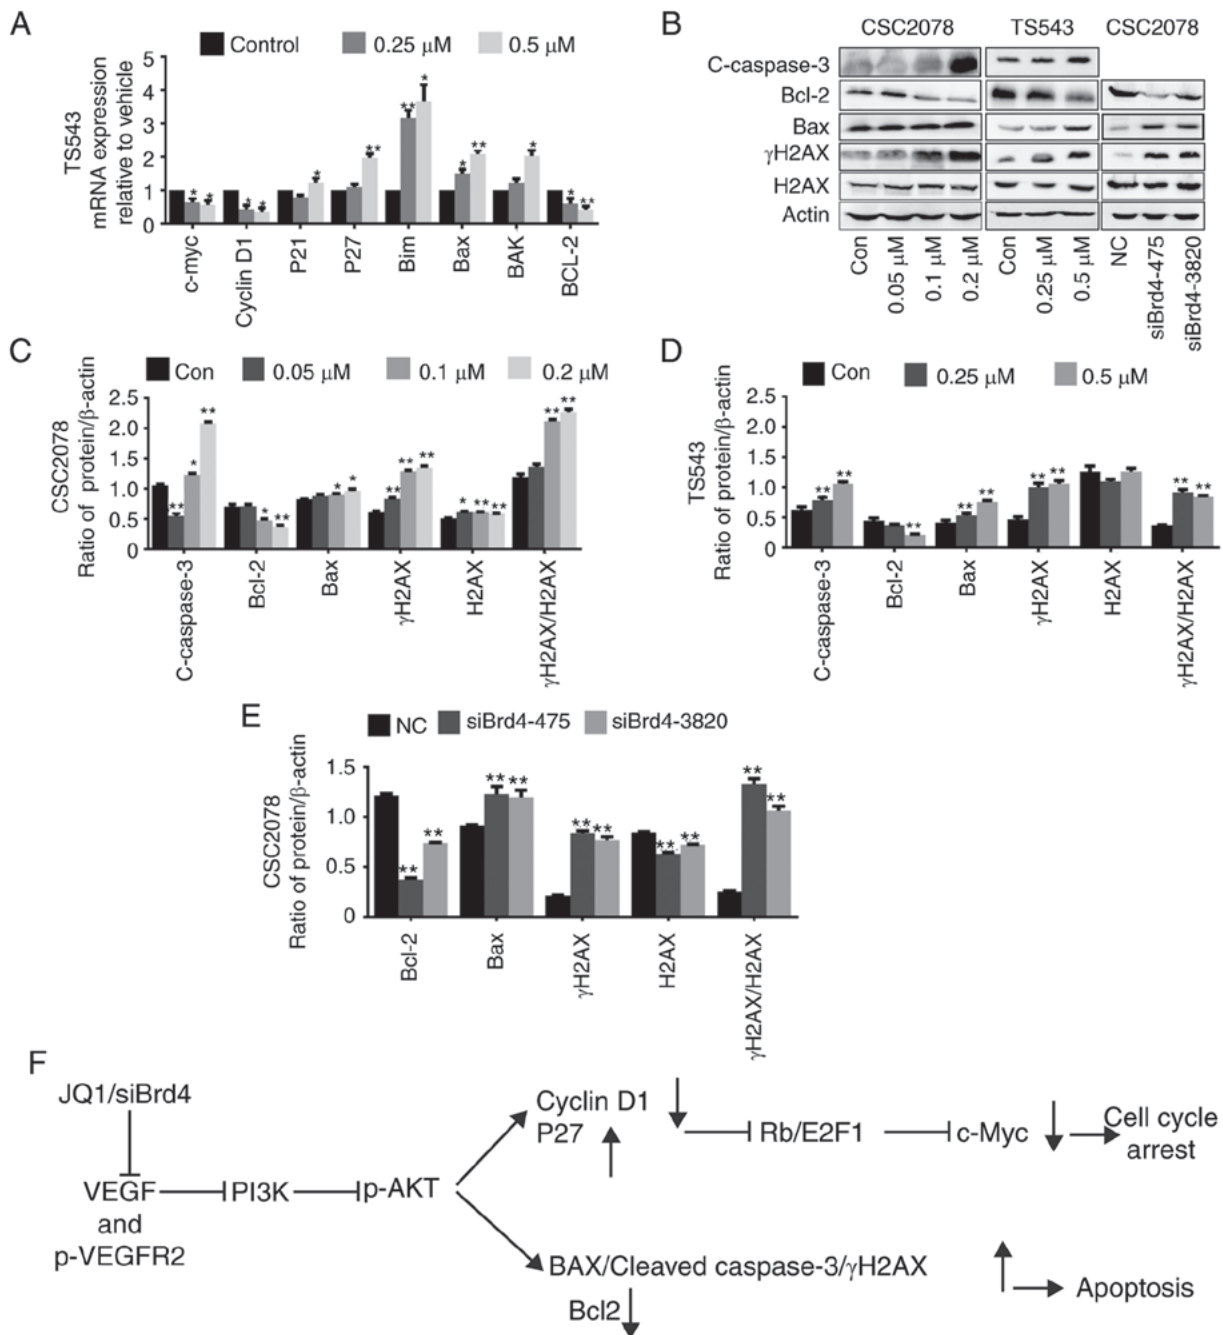 A
Control 0.25 μM 0.5 μM
TS543
mRNA expression
relative to vehicle
5
4
3
2
1
0
* * * * * ** ** * * ** * * **
c-myc Cyclin D1 P21 P27 Bim Bax BAK BCL-2
B
CSC2078 TS543 CSC2078
C-caspase-3
Bcl-2
Bax
γH2AX
H2AX
Actin
Con 0.05 μM 0.1 μM 0.2 μM Con 0.25 μM 0.5 μM NC siBrd4-475 siBrd4-3820
C
Con 0.05 μM 0.1 μM 0.2 μM
CSC2078
Ratio of protein/β-actin
2.5
2.0
1.5
1.0
0.5
0
** * ** * ** * * ** ** ** * ** ** ** **
C-caspase-3 Bcl-2 Bax γH2AX H2AX γH2AX/H2AX
D
Con 0.25 μM 0.5 μM
TS543
Ratio of protein/β-actin
2.5
2.0
1.5
1.0
0.5
0
** ** ** ** ** ** ** ** **
C-caspase-3 Bcl-2 Bax γH2AX H2AX γH2AX/H2AX
E
NC siBrd4-475 siBrd4-3820
CSC2078
Ratio of protein/β-actin
1.5
1.0
0.5
0
** ** ** ** ** ** ** ** ** **
Bcl-2 Bax γH2AX H2AX γH2AX/H2AX
F
JQ1/siBrd4
VEGF
and
p-VEGFR2
PI3K
p-AKT
Cyclin D1
P27
Rb/E2F1
c-Myc
Cell cycle
arrest
BAX/Cleaved caspase-3/γH2AX
Bcl2
Apoptosis